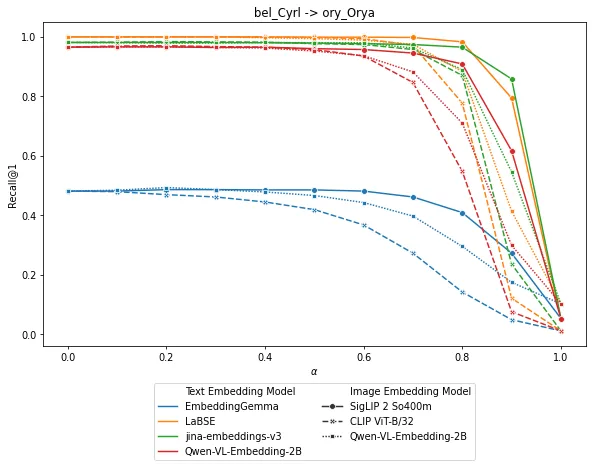 bel_Cyrl -> ory_Orya
Recall@1
1.0
0.8
0.6
0.4
0.2
0.0
0.0 0.2 0.4 0.6 0.8 1.0
α
Text Embedding Model Image Embedding Model
EmbeddingGemma SigLIP 2 So400m
LaBSE CLIP ViT-B/32
jina-embeddings-v3 Qwen-VL-Embedding-2B
Qwen-VL-Embedding-2B